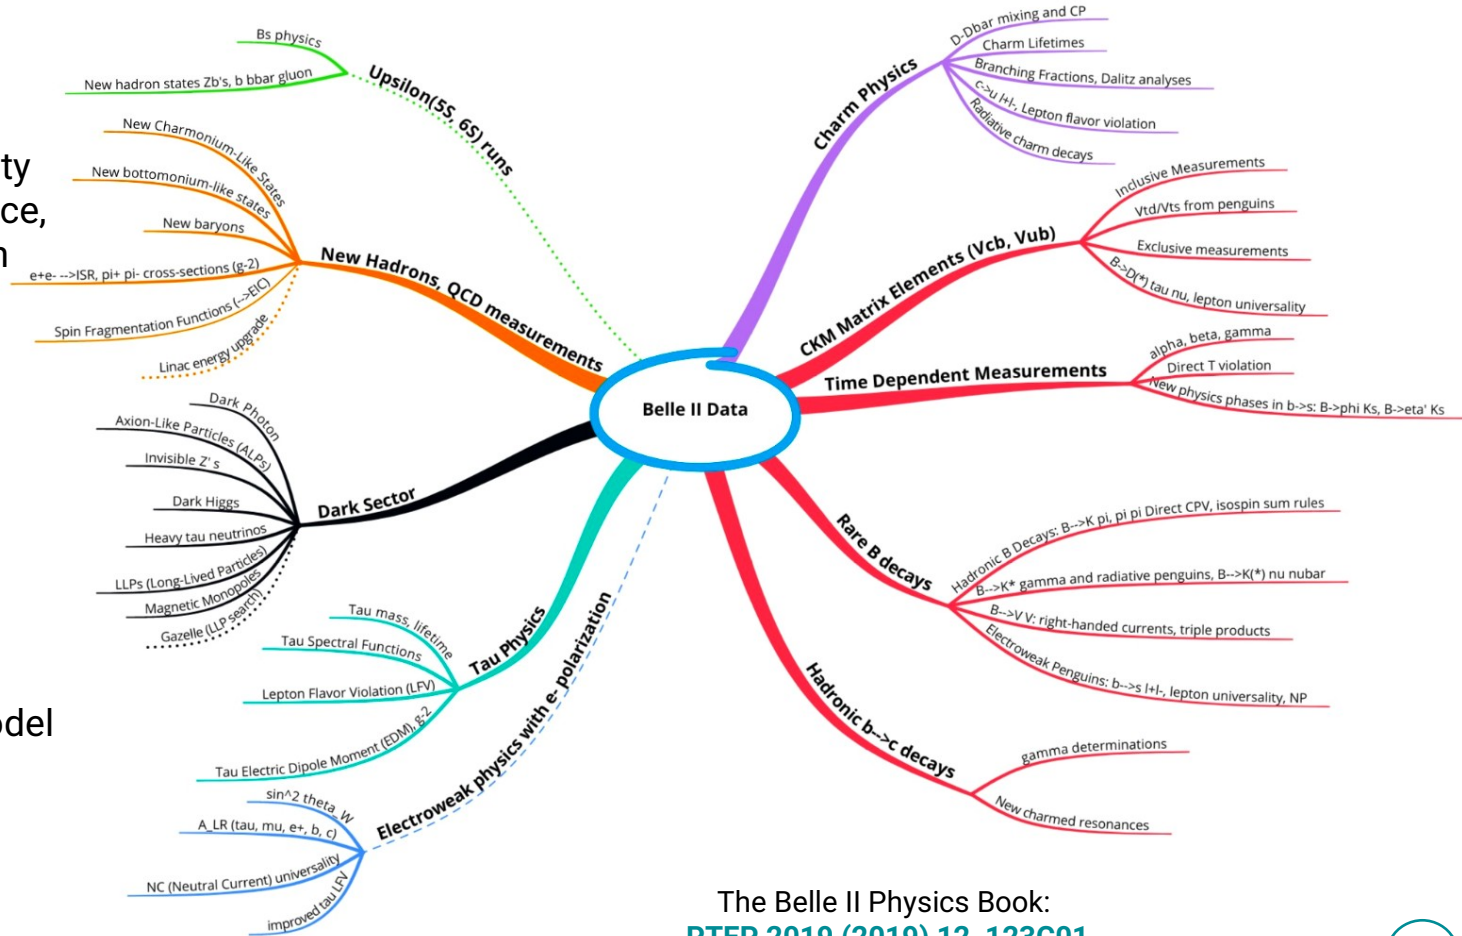 Bs physics
New hadron states Zb's, b bbar gluon
Upsilon(5S, 6S) runs
New Charmonium-Like States
New bottomonium-like states
New baryons
e+e- -->ISR, pi+ pi- cross-sections (g-2)
Spin Fragmentation Functions (-->EIC)
Linac energy upgrade
New Hadrons, QCD measurements
Dark Photon
Axion-Like Particles (ALPs)
Invisible Z' s
Dark Higgs
Heavy tau neutrinos
LLPs (Long-Lived Particles)
Magnetic Monopoles
Gazelle (LLP search)
Dark Sector
Tau mass, lifetime
Tau Spectral Functions
Lepton Flavor Violation (LFV)
Tau Electric Dipole Moment (EDM), g-2
Tau Physics
sin^2 theta_W
A_LR (tau, mu, e+, b, c)
NC (Neutral Current) universality
improved tau LFV
Electroweak physics with e- polarization
Belle II Data
Charm Physics
D-Dbar mixing and CP
Charm Lifetimes
Branching Fractions, Dalitz analyses
c->u l+l-, Lepton flavor violation
Radiative charm decays
CKM Matrix Elements (Vcb, Vub)
Inclusive Measurements
Vtd/Vts from penguins
Exclusive measurements
B->D(*) tau nu, lepton universality
Time Dependent Measurements
alpha, beta, gamma
Direct T violation
New physics phases in b->s: B->phi Ks, B->eta' Ks
Rare B decays
Hadronic B Decays: B-->K pi, pi pi Direct CPV, isospin sum rules
B-->K* gamma and radiative penguins, B-->K(*) nu nubar
B-->V V: right-handed currents, triple products
Electroweak Penguins: b-->s l+l-, lepton universality, NP
Hadronic b-->c decays
gamma determinations
New charmed resonances
ty
ce,
odel
The Belle II Physics Book:
PTEP 2019 (2019) 12, 123C01